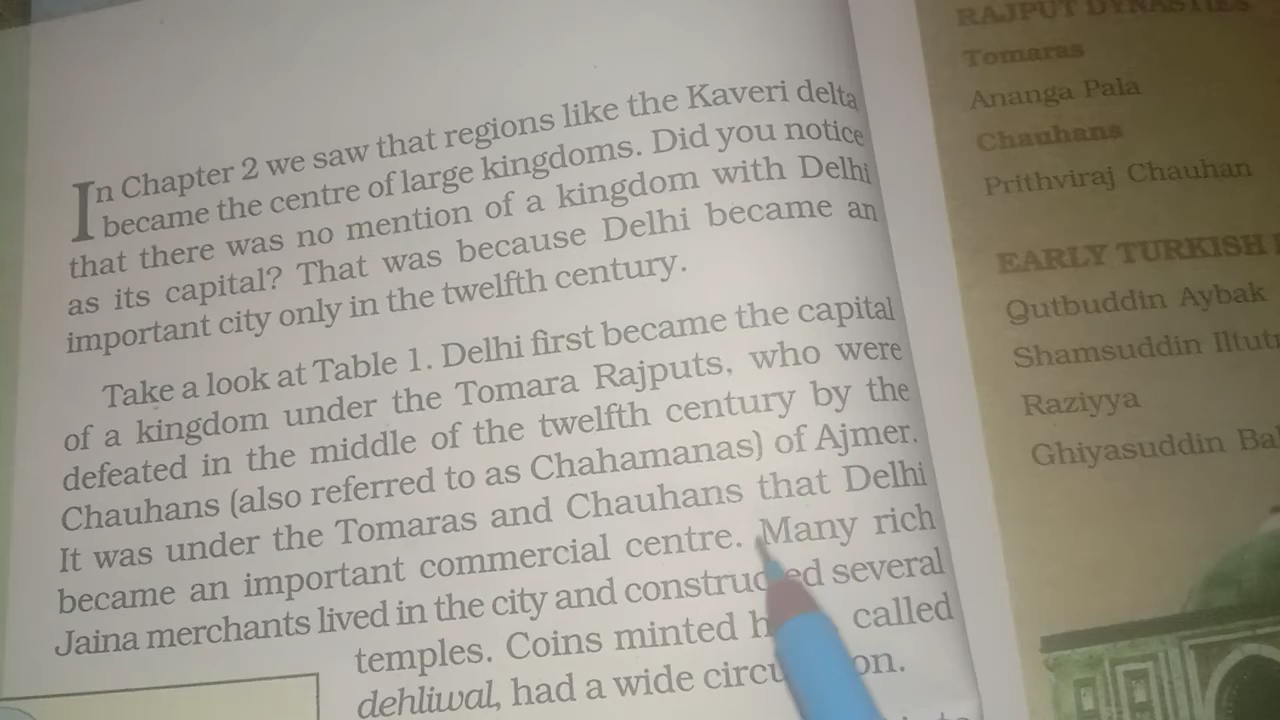 In Chapter 2 we saw that regions like the Kaveri delta
became the centre of large kingdoms. Did you notice
that there was no mention of a kingdom with Delhi
as its capital? That was because Delhi became an
important city only in the twelfth century.
Take a look at Table 1. Delhi first became the capital
of a kingdom under the Tomara Rajputs, who were
defeated in the middle of the twelfth century by the
Chauhans (also referred to as Chahamanas) of Ajmer.
It was under the Tomaras and Chauhans that Delhi
became an important commercial centre. Many rich
Jaina merchants lived in the city and constructed several
temples. Coins minted called
dehliwal, had a wide
RAJPUT DYNASTIES
Tomaras
Ananga Pala
Chauhans
Prithviraj Chauhan
EARLY TURKISH
Qutbuddin Aybak
Shamsuddin
Raziyya
Ghiyasuddin